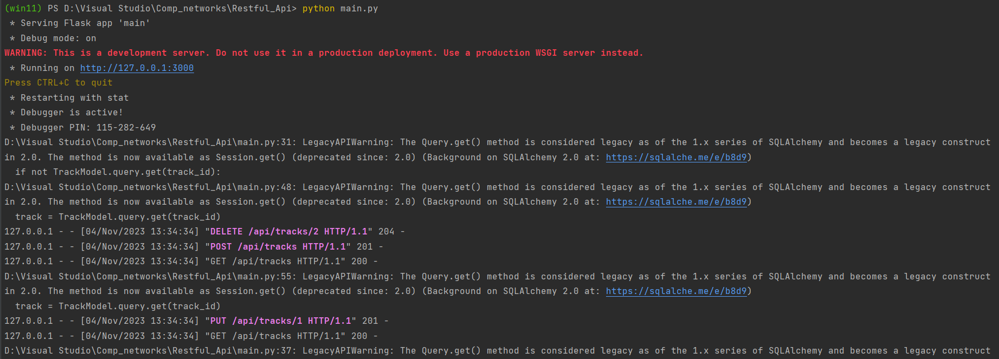 (win11) PS D:\Visual Studio\Comp_networks\Restful_Api> python main.py
 * Serving Flask app 'main'
 * Debug mode: on
WARNING: This is a development server. Do not use it in a production deployment. Use a production WSGI server instead.
 * Running on http://127.0.0.1:3000
Press CTRL+C to quit
 * Restarting with stat
 * Debugger is active!
 * Debugger PIN: 115-282-649
D:\Visual Studio\Comp_networks\Restful_Api\main.py:31: LegacyAPIWarning: The Query.get() method is considered legacy as of the 1.x series of SQLAlchemy and becomes a legacy construct
in 2.0. The method is now available as Session.get() (deprecated since: 2.0) (Background on SQLAlchemy 2.0 at: https://sqlalche.me/e/b8d9)
  if not TrackModel.query.get(track_id):
D:\Visual Studio\Comp_networks\Restful_Api\main.py:48: LegacyAPIWarning: The Query.get() method is considered legacy as of the 1.x series of SQLAlchemy and becomes a legacy construct
in 2.0. The method is now available as Session.get() (deprecated since: 2.0) (Background on SQLAlchemy 2.0 at: https://sqlalche.me/e/b8d9)
  track = TrackModel.query.get(track_id)
127.0.0.1 - - [04/Nov/2023 13:34:34] "DELETE /api/tracks/2 HTTP/1.1" 204 -
127.0.0.1 - - [04/Nov/2023 13:34:34] "POST /api/tracks HTTP/1.1" 201 -
127.0.0.1 - - [04/Nov/2023 13:34:34] "GET /api/tracks HTTP/1.1" 200 -
D:\Visual Studio\Comp_networks\Restful_Api\main.py:55: LegacyAPIWarning: The Query.get() method is considered legacy as of the 1.x series of SQLAlchemy and becomes a legacy construct
in 2.0. The method is now available as Session.get() (deprecated since: 2.0) (Background on SQLAlchemy 2.0 at: https://sqlalche.me/e/b8d9)
  track = TrackModel.query.get(track_id)
127.0.0.1 - - [04/Nov/2023 13:34:34] "PUT /api/tracks/1 HTTP/1.1" 201 -
127.0.0.1 - - [04/Nov/2023 13:34:34] "GET /api/tracks HTTP/1.1" 200 -
D:\Visual Studio\Comp_networks\Restful_Api\main.py:37: LegacyAPIWarning: The Query.get() method is considered legacy as of the 1.x series of SQLAlchemy and becomes a legacy construct